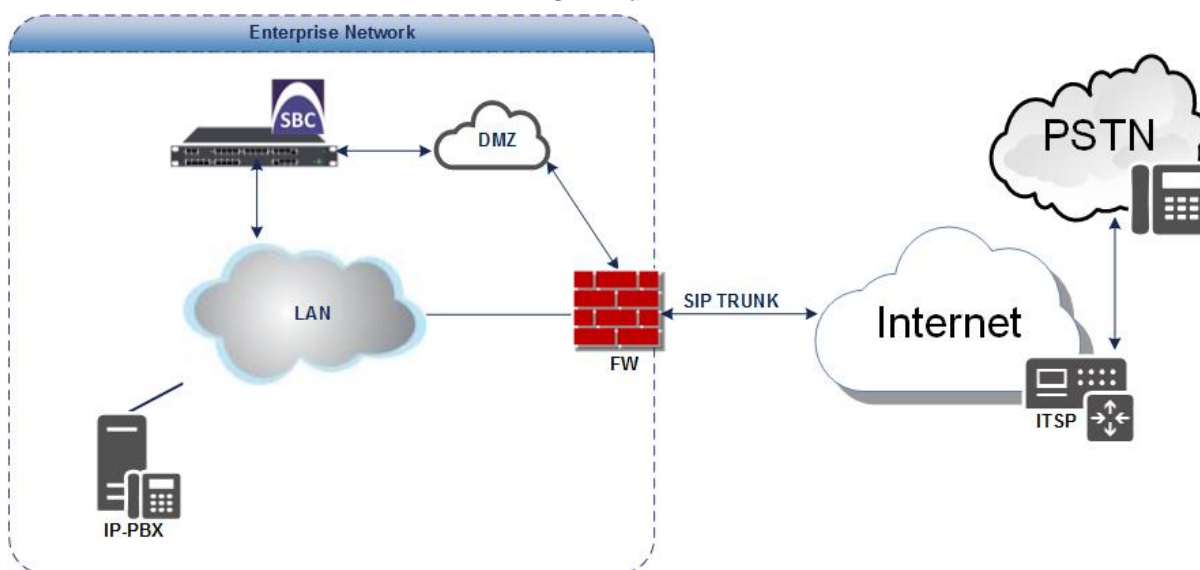 Enterprise Network
SBC
DMZ
PSTN
LAN
SIP TRUNK
Internet
FW
ITSP
IP-PBX